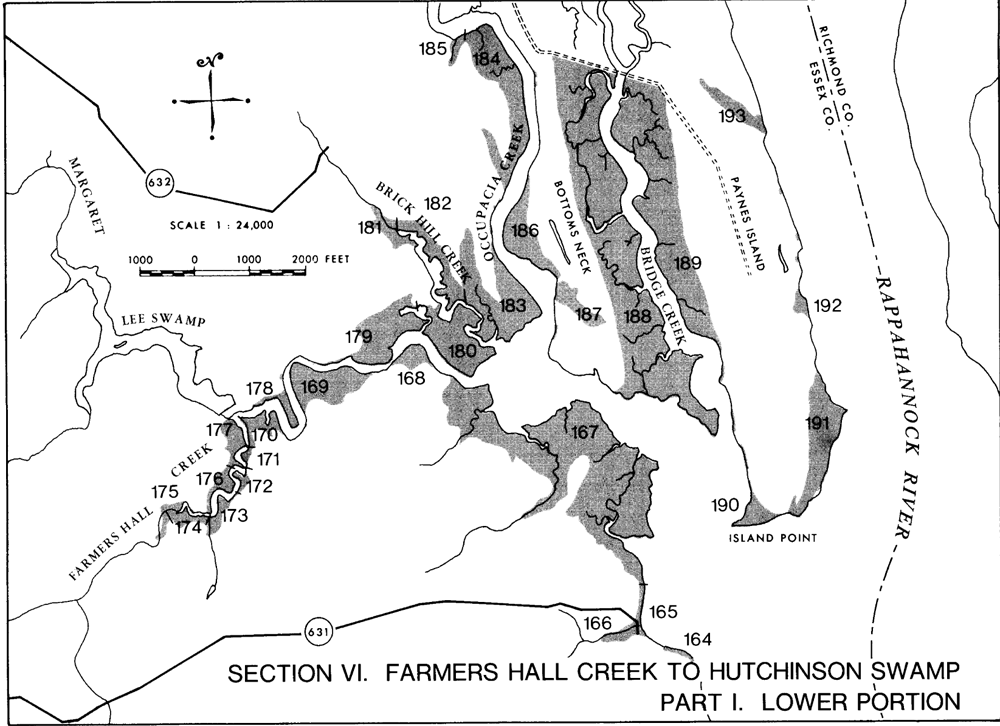 185
184
RICHMOND CO.
ESSEX CO.
N
193
632
MARGARET
SCALE 1 : 24,000
1000 0 1000 2000 FEET
BRICK HILL CREEK
182
181
OCCUPACIA CREEK
186
BOTTOMS NECK
PAYNES ISLAND
BRIDGE CREEK
189
183
187
188
192
RAPPAHANNOCK RIVER
LEE SWAMP
179
180
168
178
169
177
170
167
191
CREEK
171
176
172
175
173
174
FARMERS HALL
190
ISLAND POINT
165
166
164
631
SECTION VI. FARMERS HALL CREEK TO HUTCHINSON SWAMP
PART I. LOWER PORTION